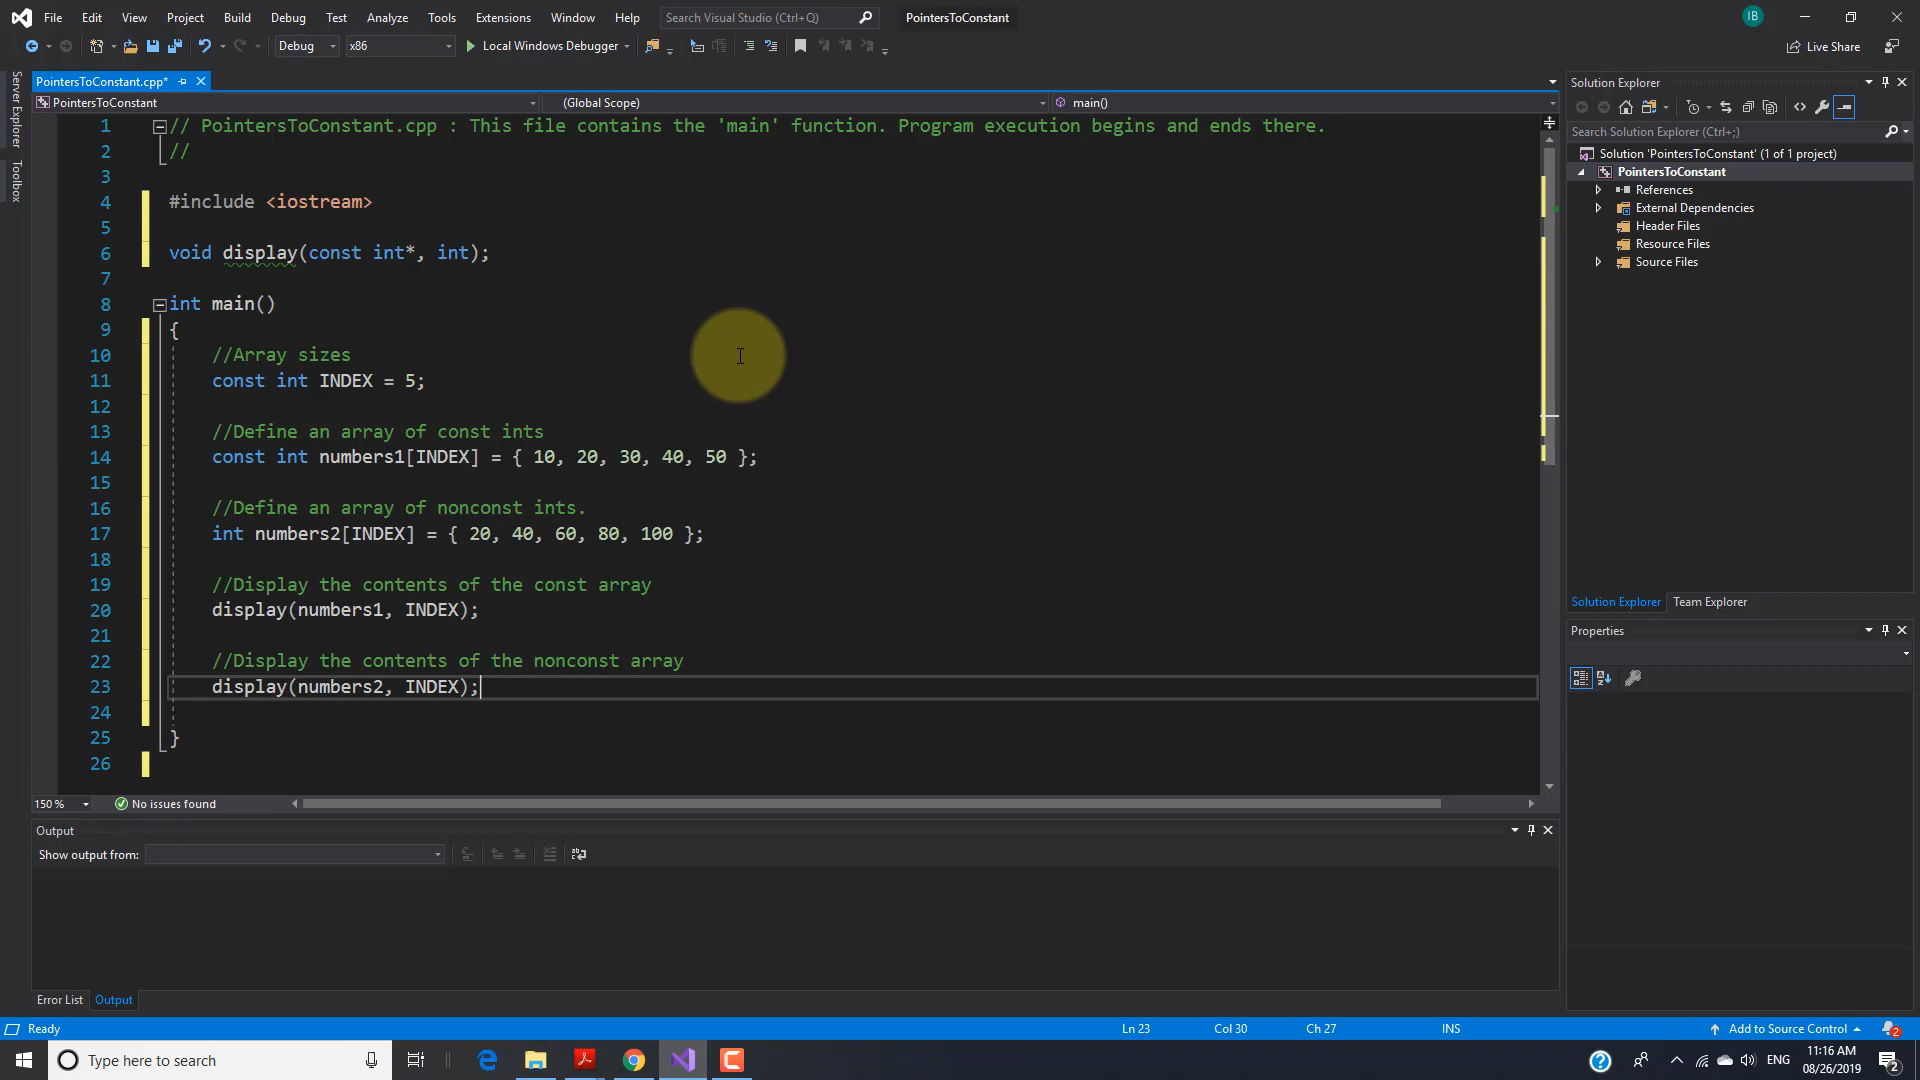 File Edit View Project Build Debug Test Analyze Tools Extensions Window Help Search Visual Studio (Ctrl+Q) PointersToConstant IB
Debug x86 Local Windows Debugger Live Share
Server Explorer
Toolbox
PointersToConstant.cpp*
PointersToConstant (Global Scope) main()
1 // PointersToConstant.cpp : This file contains the 'main' function. Program execution begins and ends there.
2 //
3
4 #include <iostream>
5
6 void display(const int*, int);
7
8 int main()
9 {
10 //Array sizes
11 const int INDEX = 5;
12
13 //Define an array of const ints
14 const int numbers1[INDEX] = { 10, 20, 30, 40, 50 };
15
16 //Define an array of nonconst ints.
17 int numbers2[INDEX] = { 20, 40, 60, 80, 100 };
18
19 //Display the contents of the const array
20 display(numbers1, INDEX);
21
22 //Display the contents of the nonconst array
23 display(numbers2, INDEX);
24
25 }
26
150 % No issues found
Output
Show output from:
Error List Output
Solution Explorer
Search Solution Explorer (Ctrl+;)
Solution 'PointersToConstant' (1 of 1 project)
PointersToConstant
References
External Dependencies
Header Files
Resource Files
Source Files
Solution Explorer Team Explorer
Properties
Ready Ln 23 Col 30 Ch 27 INS Add to Source Control 2
Type here to search ENG 11:16 AM
08/26/2019 2